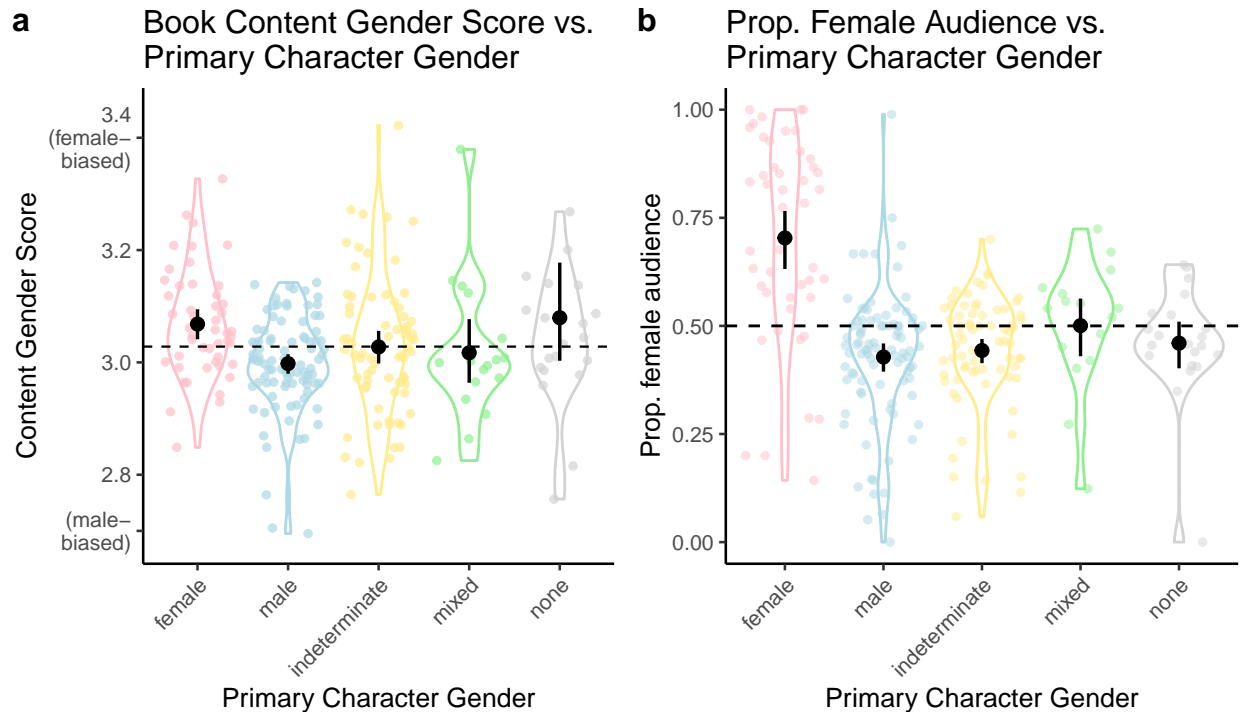 a
Book Content Gender Score vs.
Primary Character Gender
3.4
(female–
biased)
3.2
3.0
2.8
(male–
biased)
Content Gender Score
female
male
indeterminate
mixed
none
Primary Character Gender
b
Prop. Female Audience vs.
Primary Character Gender
1.00
0.75
0.50
0.25
0.00
Prop. female audience
female
male
indeterminate
mixed
none
Primary Character Gender